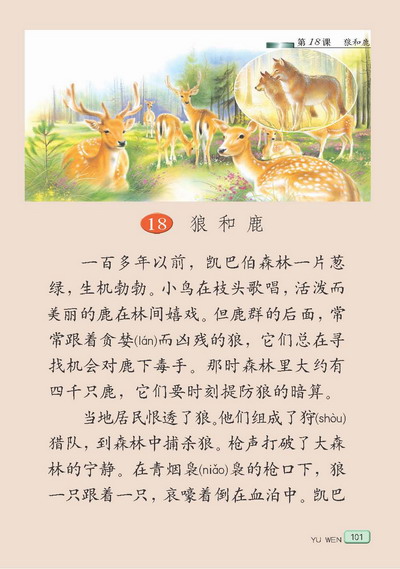 第18课 狼和鹿
18 狼和鹿
一百多年以前，凯巴伯森林一片葱
绿，生机勃勃。小鸟在枝头歌唱，活泼而
美丽的鹿在林间嬉戏。但鹿群的后面，常
常跟着贪婪(lán)而凶残的狼，它们总在寻
找机会对鹿下毒手。那时森林里大约有
四千只鹿，它们要时刻提防狼的暗算。
当地居民恨透了狼。他们组成了狩(shòu)
猎队，到森林中捕杀狼。枪声打破了大森
林的宁静。在青烟袅(niǎo)袅的枪口下，狼
一只跟着一只，哀嚎着倒在血泊中。凯巴
YU WEN 101